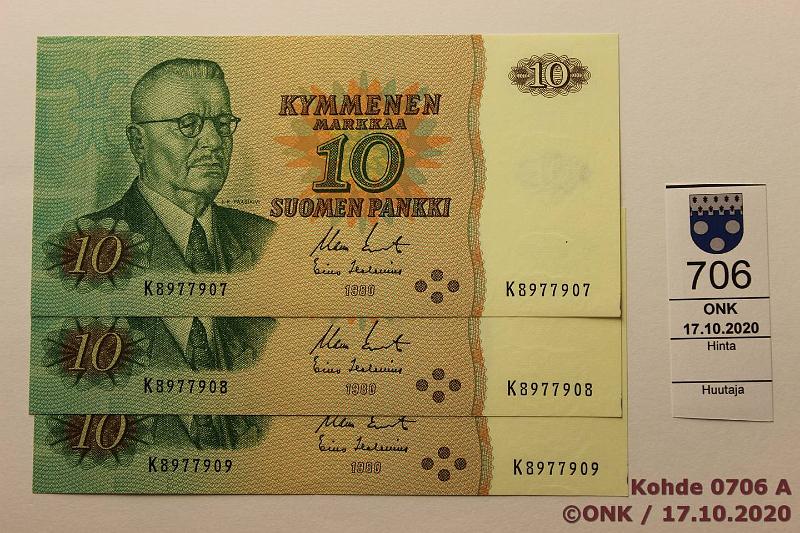 10
KYMMENEN
MARKKAA
10
SUOMEN PANKKI
J.K. PAASIKIVI
10
1980
K8977907
K8977907
10
1980
K8977908
K8977908
10
1980
K8977909
K8977909
706
ONK
17.10.2020
Hinta
Huutaja
Kohde 0706 A
©ONK / 17.10.2020